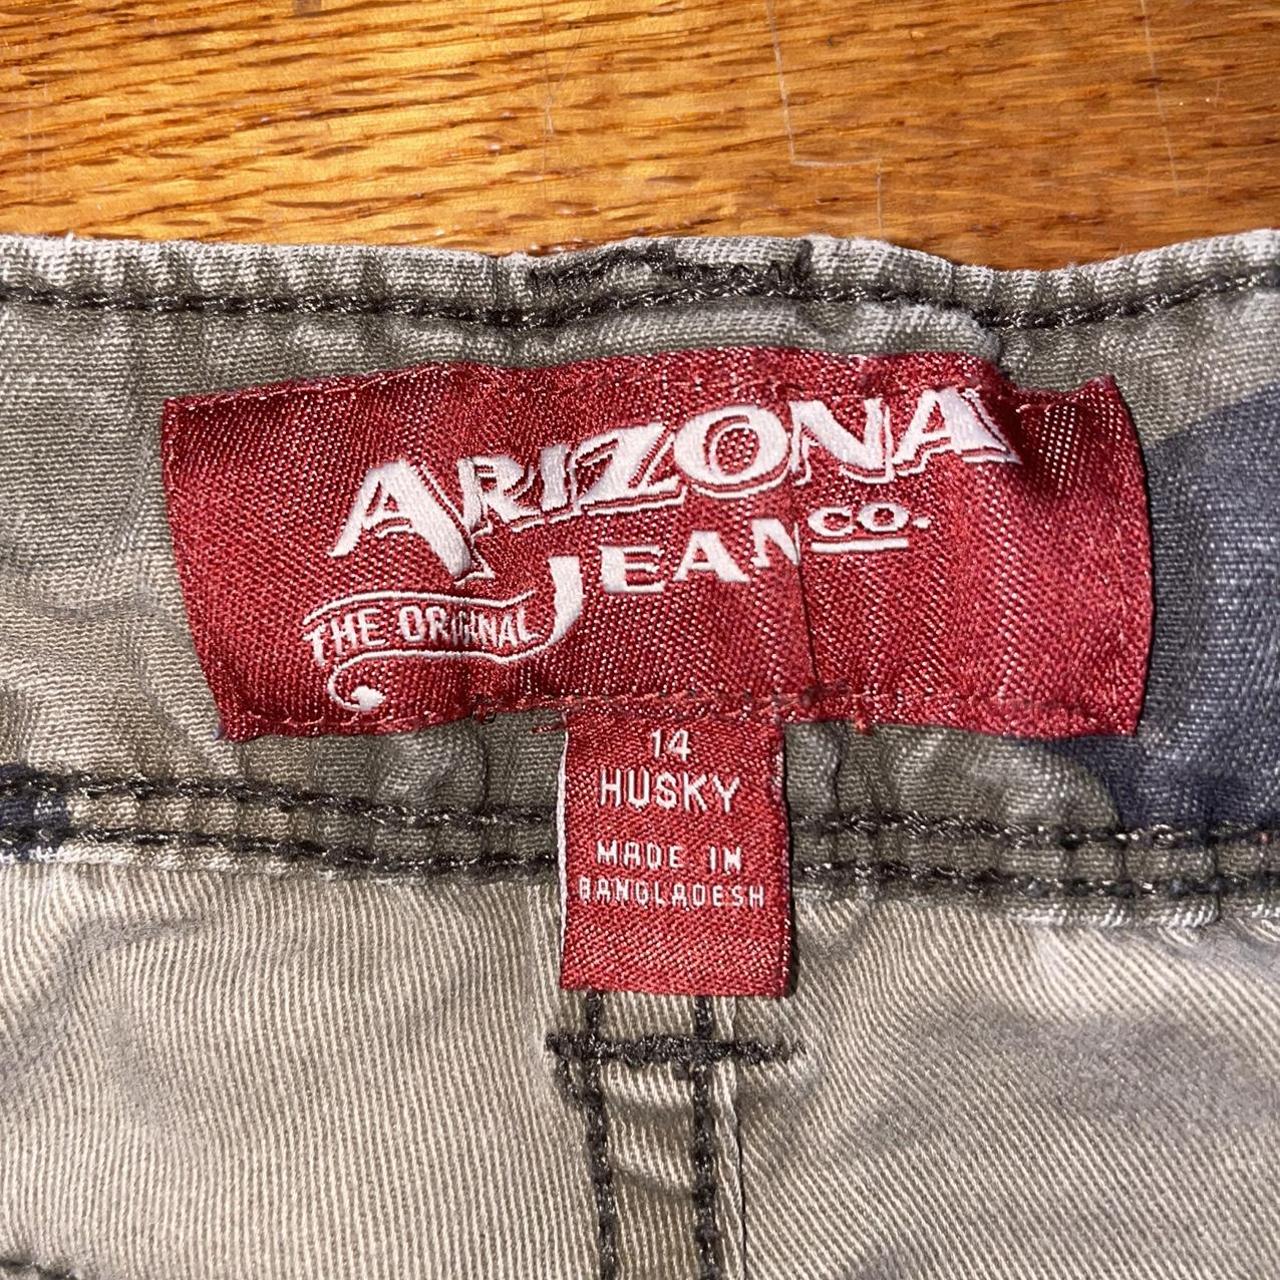 ARIZONA
JEAN CO.
THE ORIGINAL
14
HUSKY
MADE IN
BANGLADESH